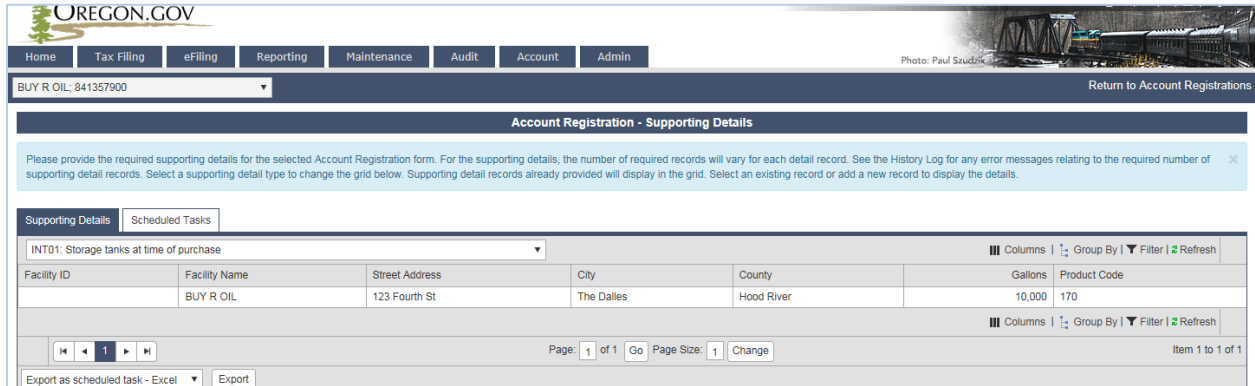 OREGON.GOV
Home Tax Filing eFiling Reporting Maintenance Audit Account Admin
Photo: Paul Szudzik
BUY R OIL; 841357900
Return to Account Registrations
Account Registration - Supporting Details
Please provide the required supporting details for the selected Account Registration form. For the supporting details, the number of required records will vary for each detail record. See the History Log for any error messages relating to the required number of
supporting detail records. Select a supporting detail type to change the grid below. Supporting detail records already provided will display in the grid. Select an existing record or add a new record to display the details.
Supporting Details Scheduled Tasks
INT01: Storage tanks at time of purchase
Columns | Group By | Filter | Refresh
Facility ID Facility Name Street Address City County Gallons Product Code
BUY R OIL 123 Fourth St The Dalles Hood River 10,000 170
Columns | Group By | Filter | Refresh
1 Page: 1 of 1 Go Page Size: 1 Change Item 1 to 1 of 1
Export as scheduled task - Excel Export